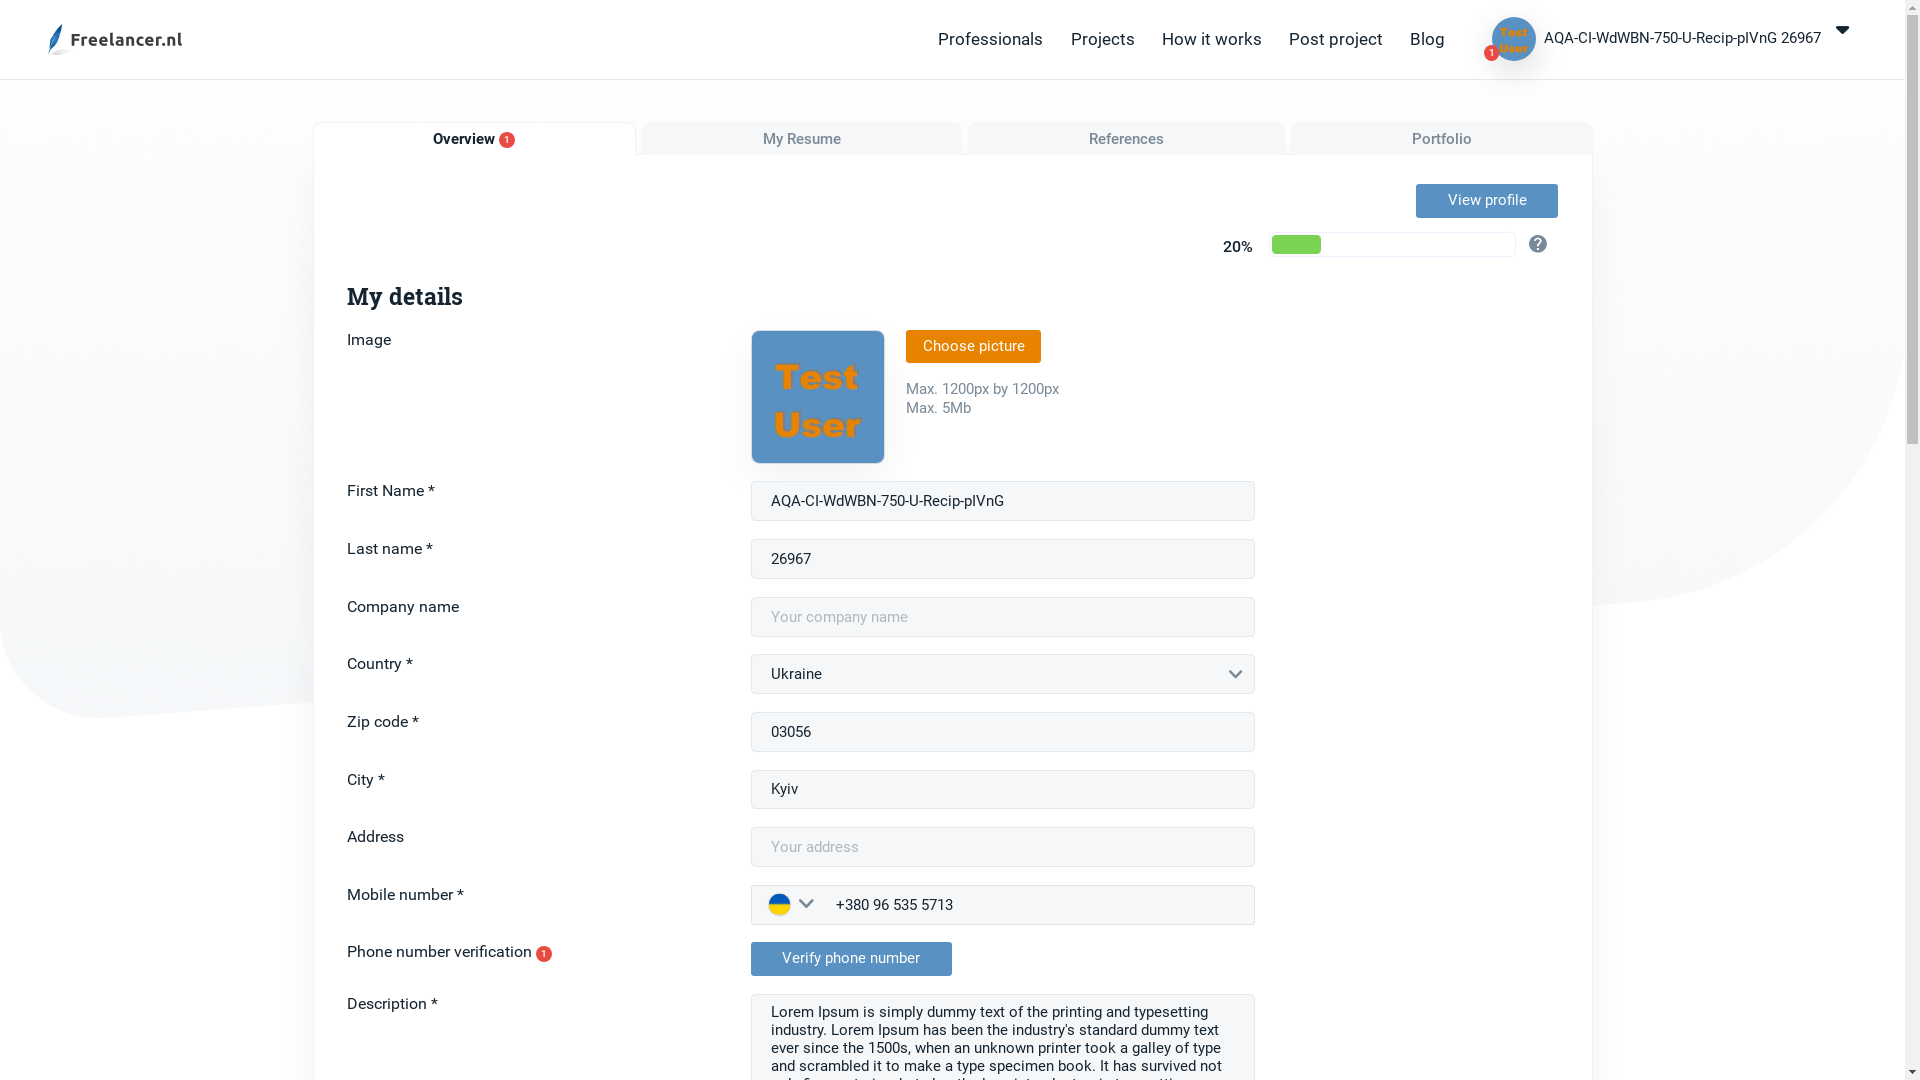 Freelancer.nl
Professionals Projects How it works Post project Blog
Test
User
1
AQA-CI-WdWBN-750-U-Recip-pIVnG 26967
Overview 1
My Resume
References
Portfolio
View profile
20%
?
My details
Image
Test
User
Choose picture
Max. 1200px by 1200px
Max. 5Mb
First Name *
AQA-CI-WdWBN-750-U-Recip-pIVnG
Last name *
26967
Company name
Your company name
Country *
Ukraine
Zip code *
03056
City *
Kyiv
Address
Your address
Mobile number *
+380 96 535 5713
Phone number verification 1
Verify phone number
Description *
Lorem Ipsum is simply dummy text of the printing and typesetting
industry. Lorem Ipsum has been the industry's standard dummy text
ever since the 1500s, when an unknown printer took a galley of type
and scrambled it to make a type specimen book. It has survived not